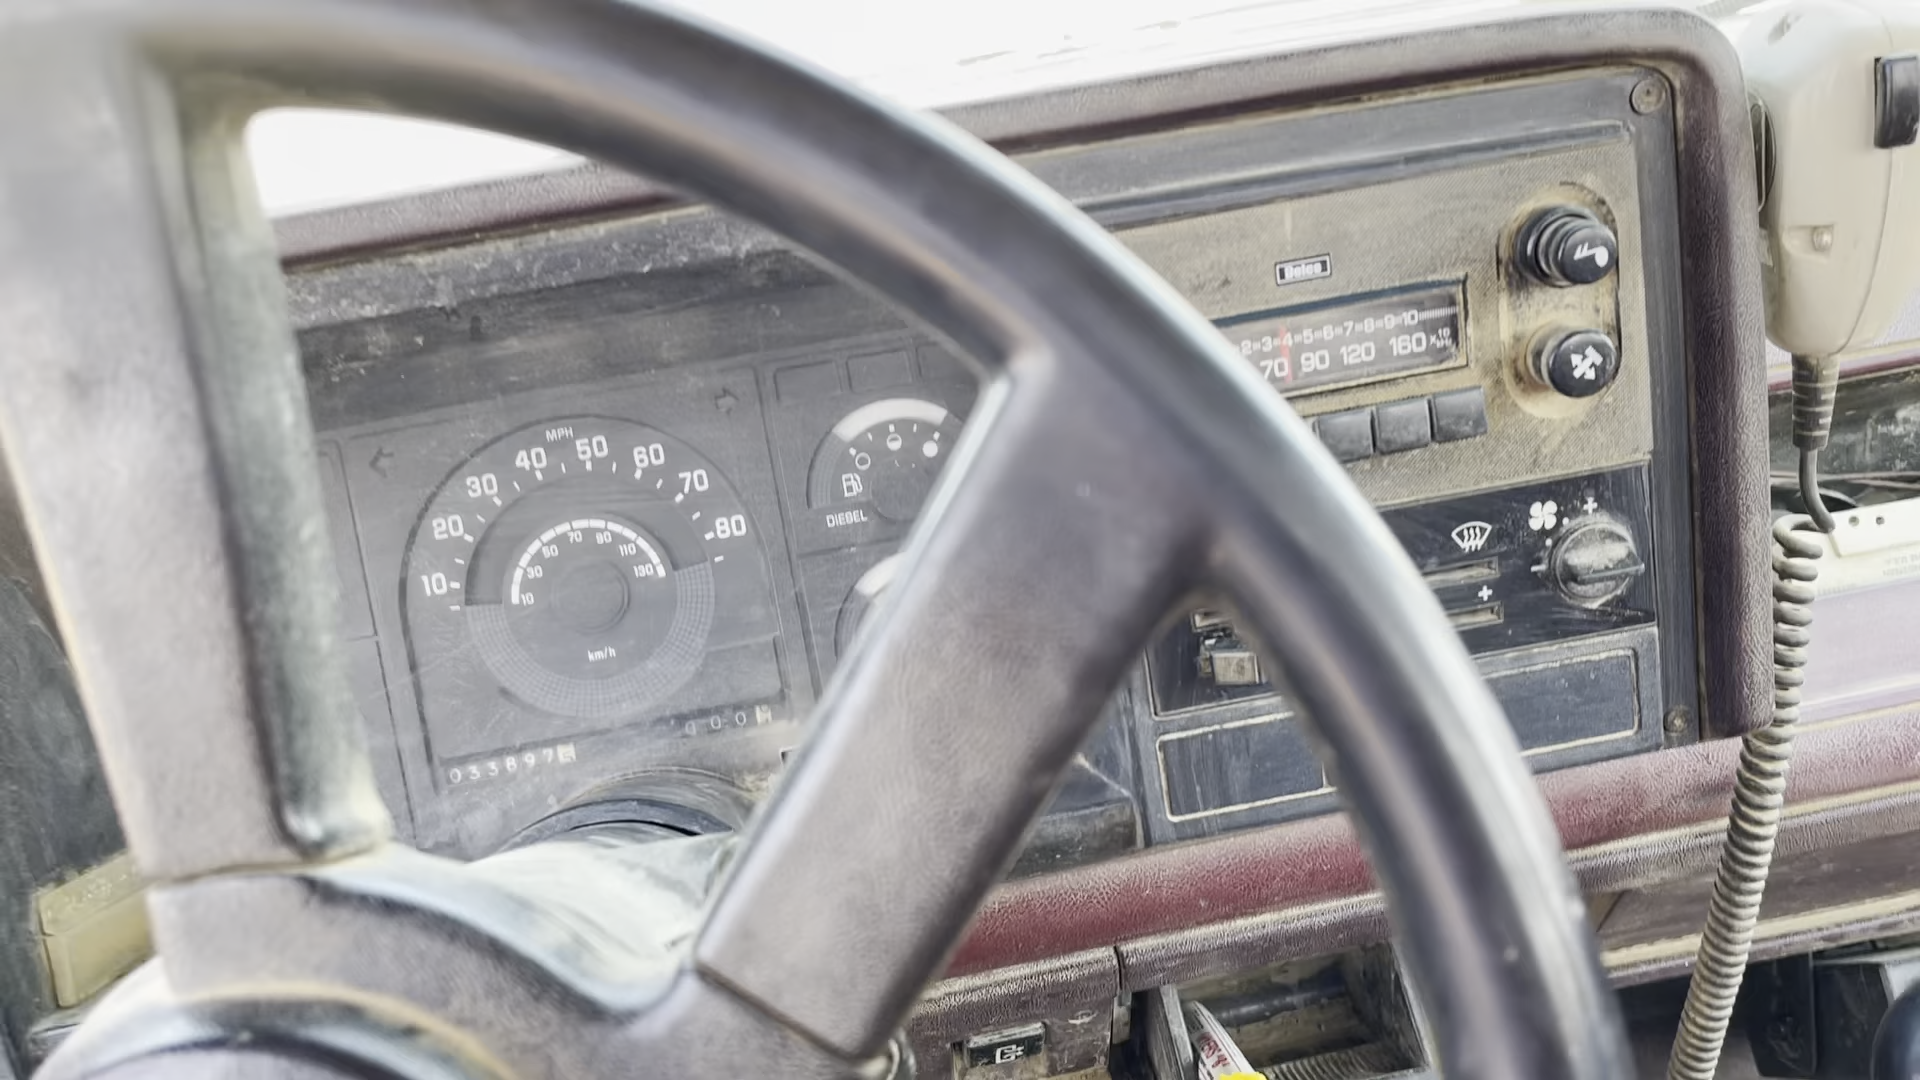 Delco
2=3=4=5=6=7=8=9=10
70 90 120 160 x10
MPH
10 20 30 40 50 60 70 80
10 30 50 70 90 110 130
km/h
DIESEL
033897